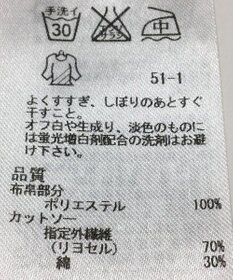 手洗イ
30
中
51-1
よくすすぎ、しぼりのあとすぐ
干すこと。
オフ白や生成り、淡色のものに
は蛍光増白剤配合の洗剤はお避
け下さい。
品質
布帛部分
ポリエステル 100%
カットソー
指定外繊維
(リヨセル) 70%
綿 30%